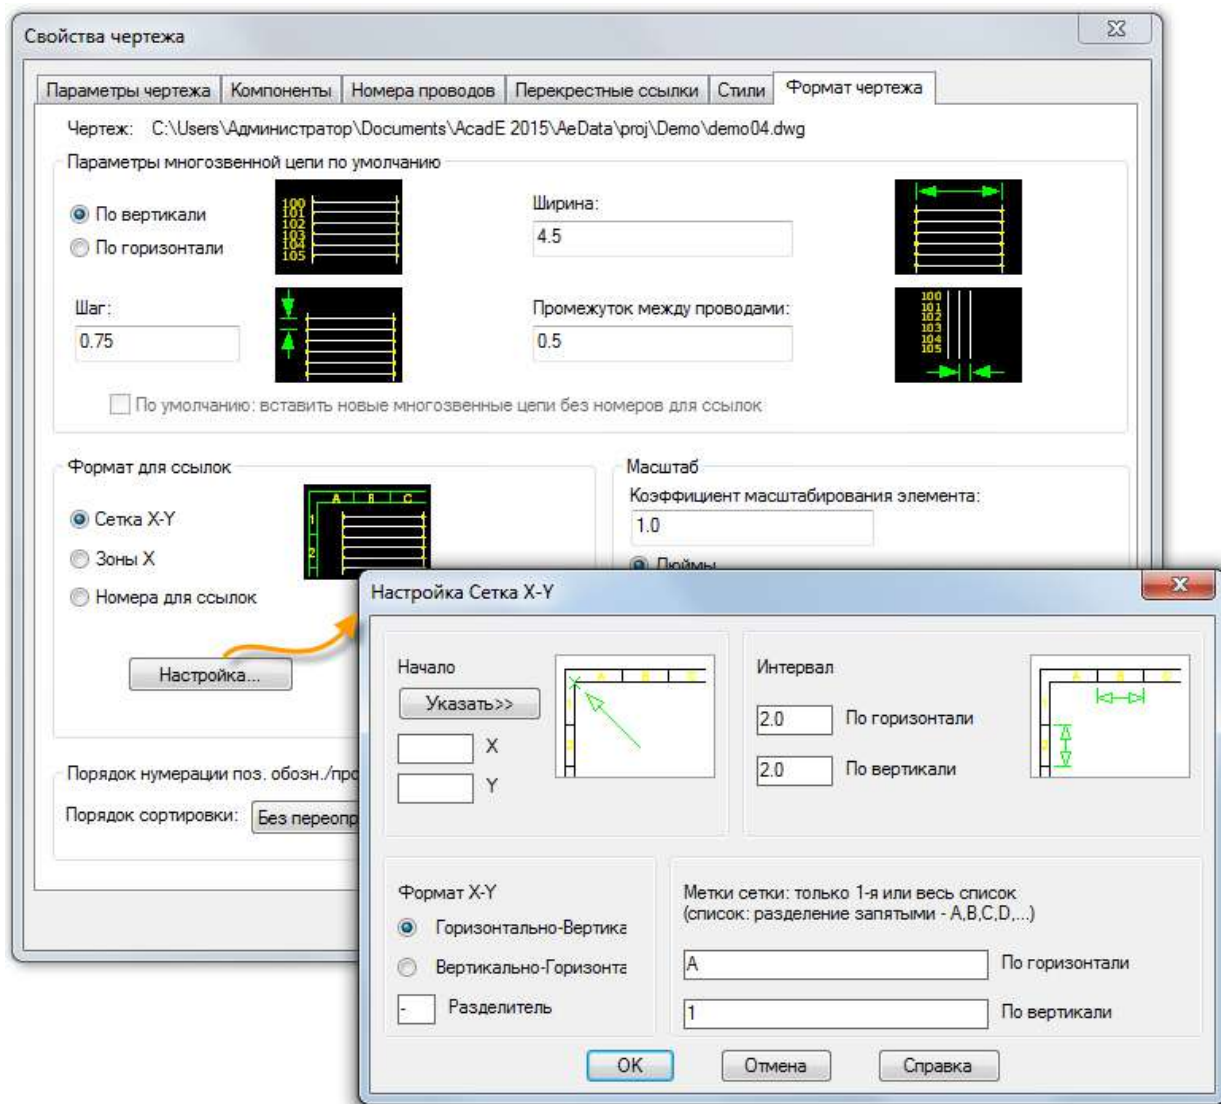 Свойства чертежа
Параметры чертежа
Компоненты
Номера проводов
Перекрестные ссылки
Стили
Формат чертежа
Чертеж: C:\Users\Администратор\Documents\AcadE 2015\AeData\proj\Demo\demo04.dwg
Параметры многозвенной цепи по умолчанию
По вертикали
По горизонтали
100
101
102
103
104
105
Ширина:
4.5
Шаг:
0.75
Промежуток между проводами:
0.5
100
101
102
103
104
105
По умолчанию: вставить новые многозвенные цепи без номеров для ссылок
Формат для ссылок
Сетка X-Y
Зоны X
Номера для ссылок
A B C
1
2
Настройка...
Масштаб
Коэффициент масштабирования элемента:
1.0
Дюймы
Порядок нумерации поз. обозн./про
Порядок сортировки: Без переопр
Настройка Сетка X-Y
Начало
Указать>>
X
Y
A B C
1
2
Интервал
2.0 По горизонтали
2.0 По вертикали
A B C
1
2
Формат X-Y
Горизонтально-Вертика
Вертикально-Горизонта
- Разделитель
Метки сетки: только 1-я или весь список
(список: разделение запятыми - A,B,C,D,...)
A По горизонтали
1 По вертикали
OK
Отмена
Справка